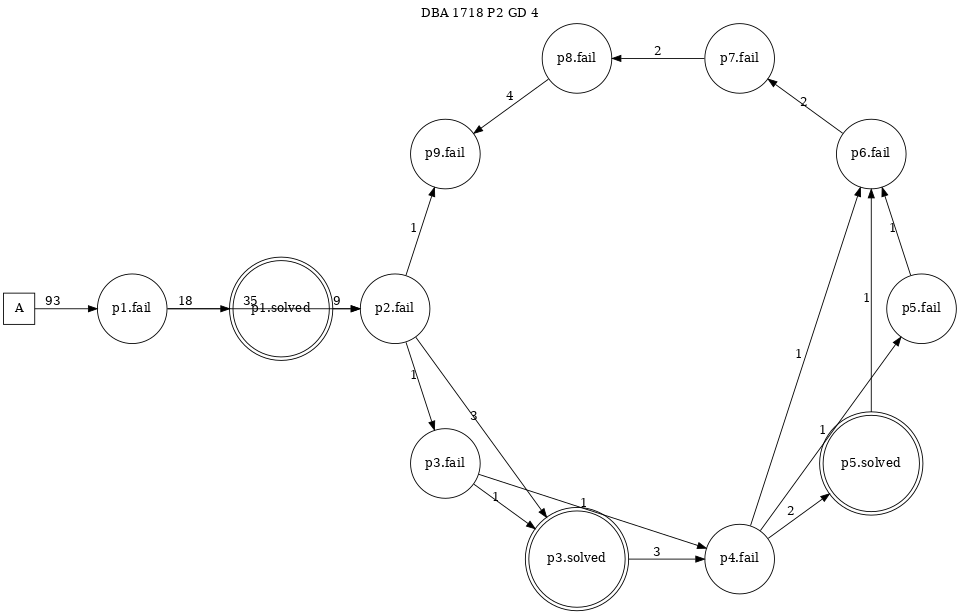 DBA 1718 P2 GD 4
p8.fail
2
p7.fail
4
2
p9.fail
p6.fail
1
1
A
93
p1.fail
18
35
p1.solved
9
p2.fail
1
p5.fail
1
1
3
1
p3.fail
p5.solved
1
1
2
p3.solved
3
p4.fail